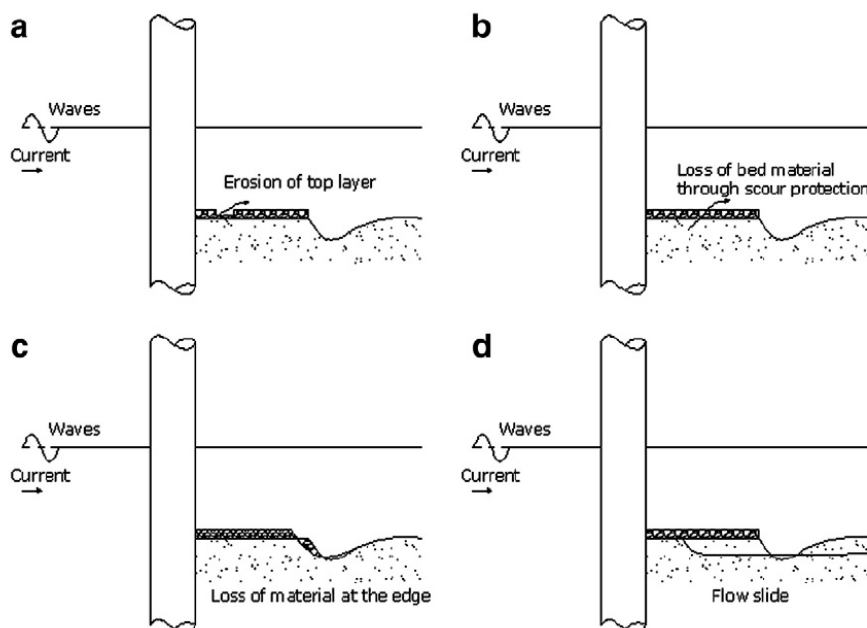 a
Waves
Current
Erosion of top layer
b
Waves
Current
Loss of bed material
through scour protection
c
Waves
Current
Loss of material at the edge
d
Waves
Current
Flow slide